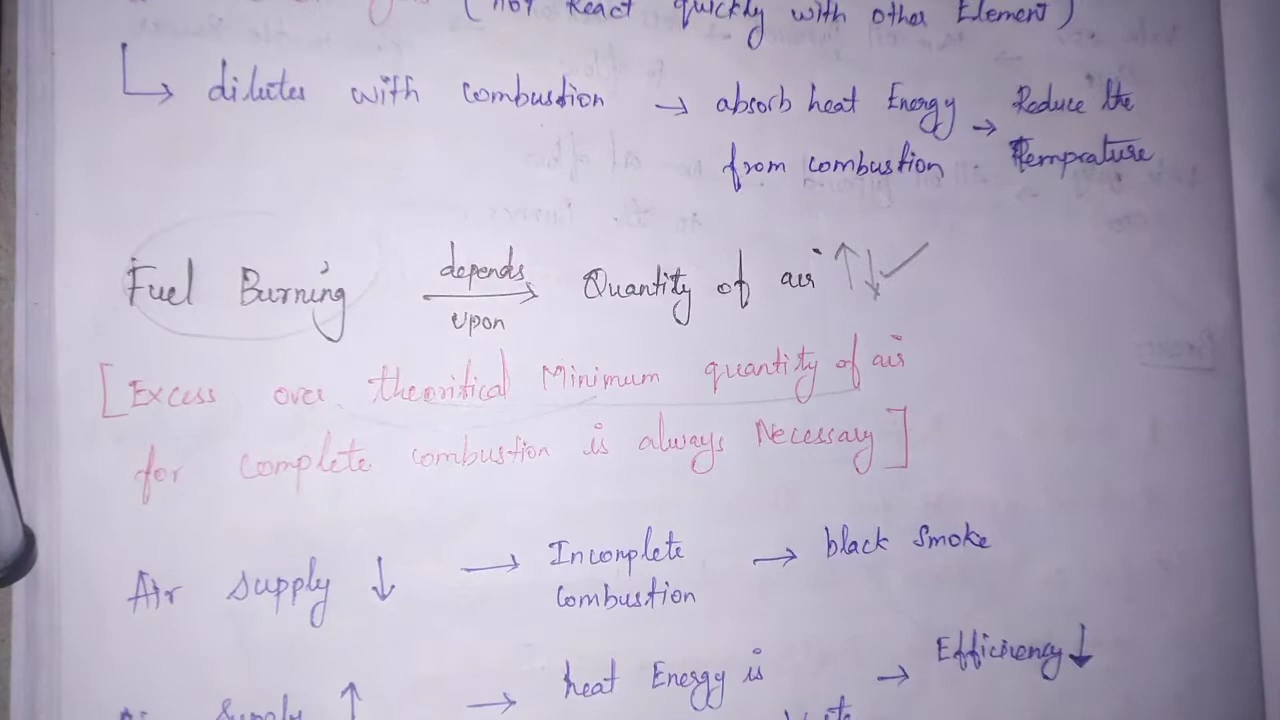 (not React quickly with other Element)
↳ dilutes with combustion → absorb heat Energy from combustion → Reduce the Temprature
Fuel Burning depends upon → Quantity of air ↑↓✓
[Excess over theoritical Minimum quantity of air
for complete combustion is always Necessary]
Air Supply ↓ → Incomplete combustion → black smoke
Supply ↑ → heat Energy is → Efficiency ↓